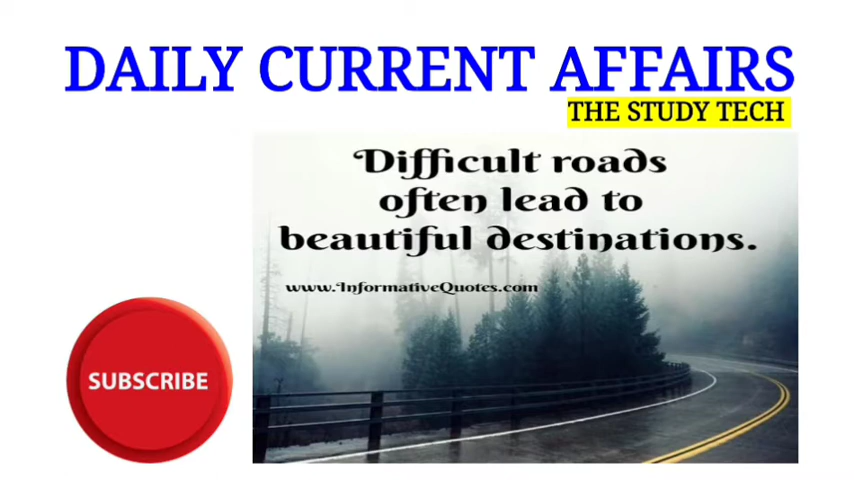 DAILY CURRENT AFFAIRS
THE STUDY TECH
Difficult roads
often lead to
beautiful destinations.
www.InformativeQuotes.com
SUBSCRIBE